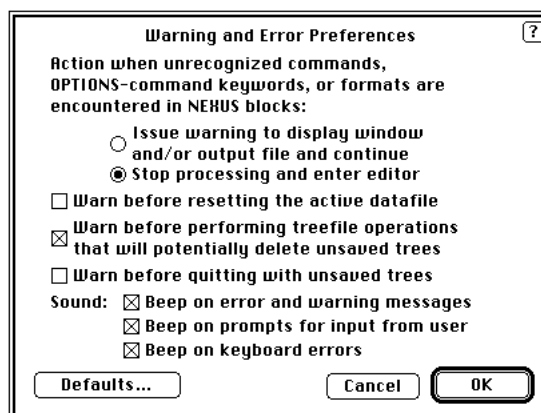 Warning and Error Preferences
?
Action when unrecognized commands,
OPTIONS-command keywords, or formats are
encountered in NEXUS blocks:
Issue warning to display window
and/or output file and continue
Stop processing and enter editor
Warn before resetting the active datafile
Warn before performing treefile operations
that will potentially delete unsaved trees
Warn before quitting with unsaved trees
Sound: Beep on error and warning messages
Beep on prompts for input from user
Beep on keyboard errors
Defaults... Cancel OK